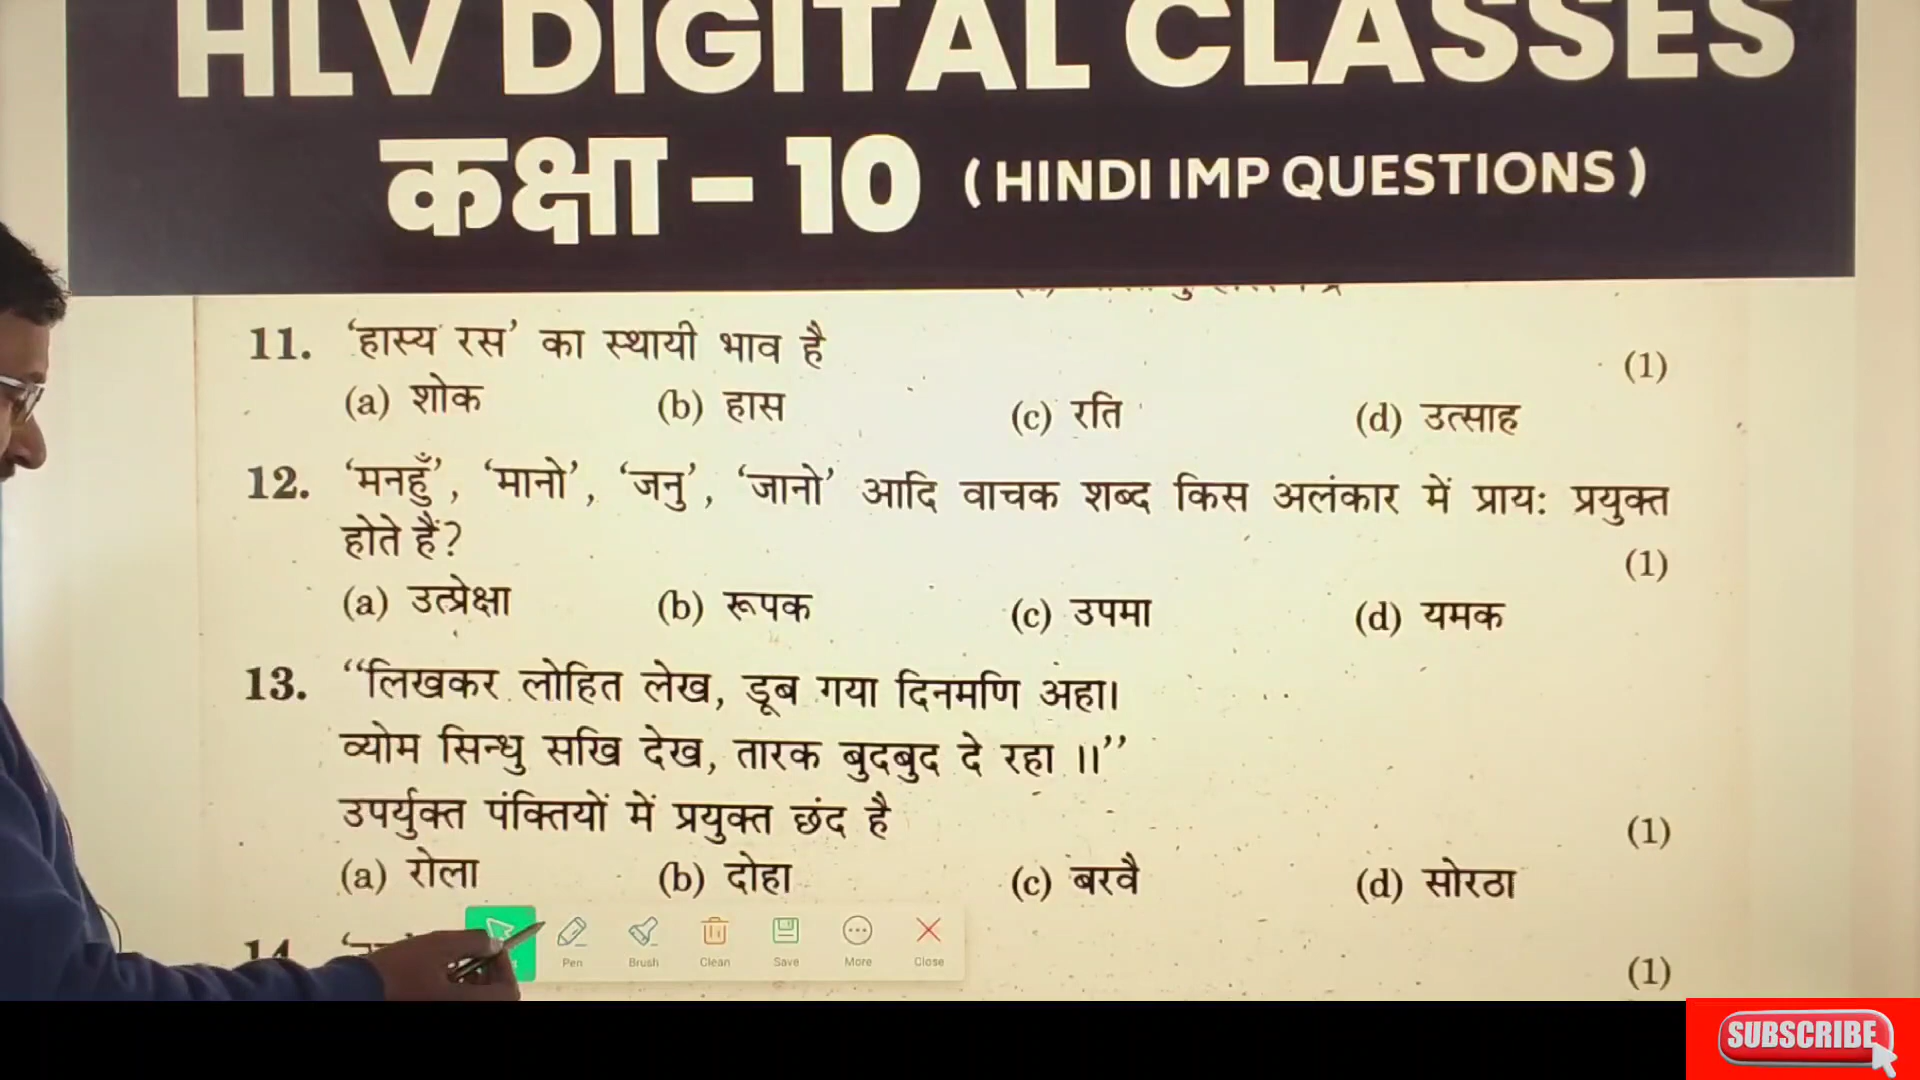 HLV DIGITAL CLASSES
कक्षा - 10 (HINDI IMP QUESTIONS)
11. ‘हास्य रस’ का स्थायी भाव है (1)
(a) शोक (b) हास (c) रति (d) उत्साह
12. ‘मनहुँ’, ‘मानो’, ‘जनु’, ‘जानो’ आदि वाचक शब्द किस अलंकार में प्राय: प्रयुक्त
होते हैं? (1)
(a) उत्प्रेक्षा (b) रूपक (c) उपमा (d) यमक
13. “लिखकर लोहित लेख, डूब गया दिनमणि अहा।
व्योम सिन्धु सखि देख, तारक बुदबुद दे रहा ।।”
उपर्युक्त पंक्तियों में प्रयुक्त छंद है (1)
(a) रोला (b) दोहा (c) बरवै (d) सोरठा
Pen Brush Clean Save More Close
14. (1)
SUBSCRIBE